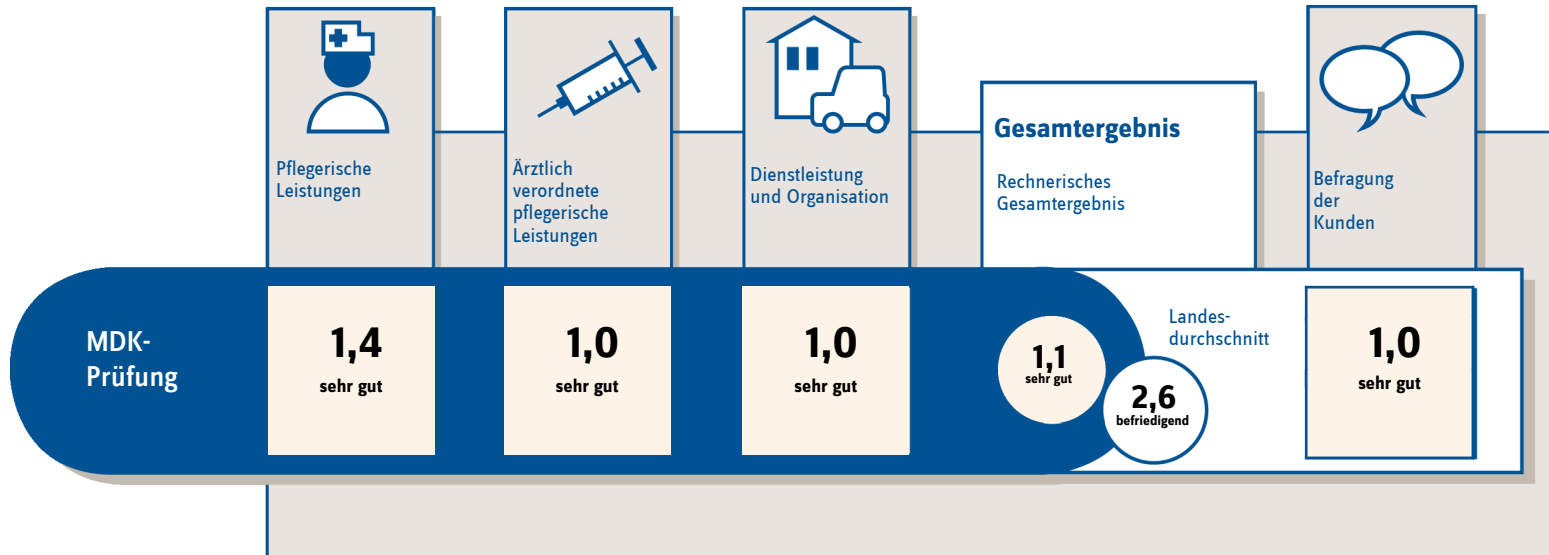 Pflegerische
Leistungen
Ärztlich
verordnete
pflegerische
Leistungen
Dienstleistung
und Organisation
Gesamtergebnis
Rechnerisches
Gesamtergebnis
Befragung
der
Kunden
MDK-
Prüfung
1,4
sehr gut
1,0
sehr gut
1,0
sehr gut
1,1
sehr gut
Landes-
durchschnitt
2,6
befriedigend
1,0
sehr gut